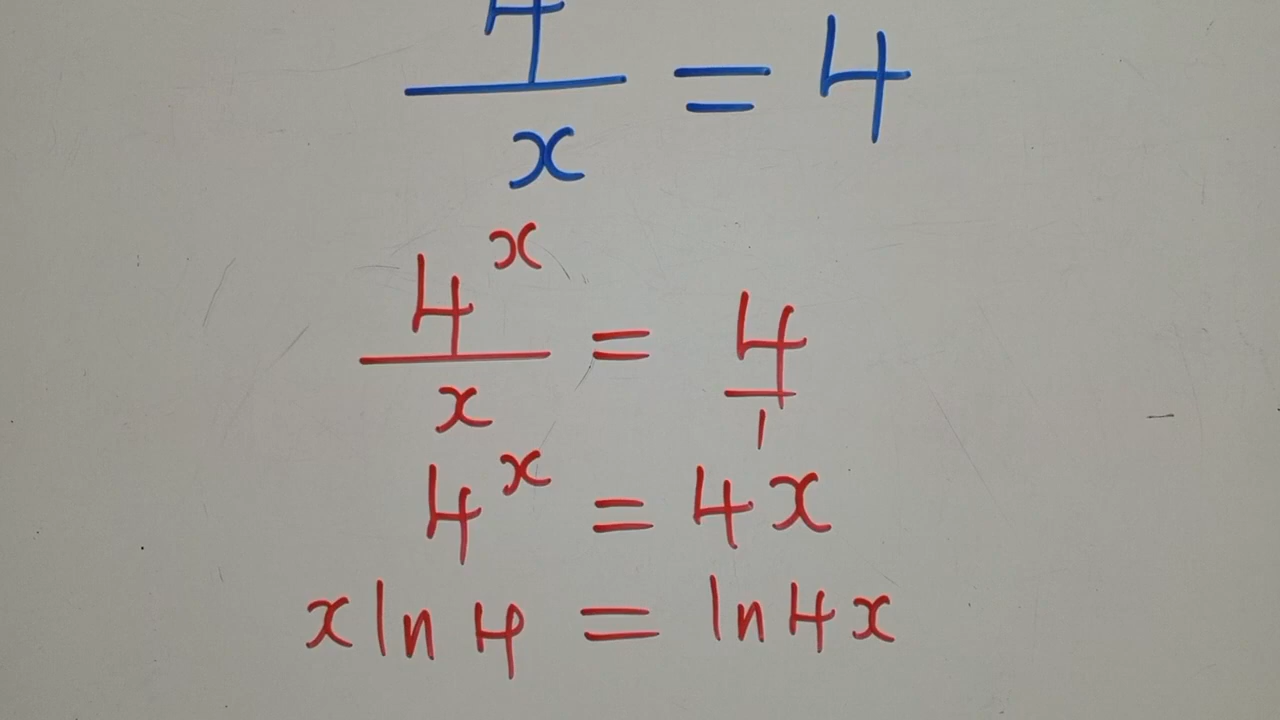 4/x = 4
4^x/x = 4/1
4^x = 4x
x ln 4 = ln 4x